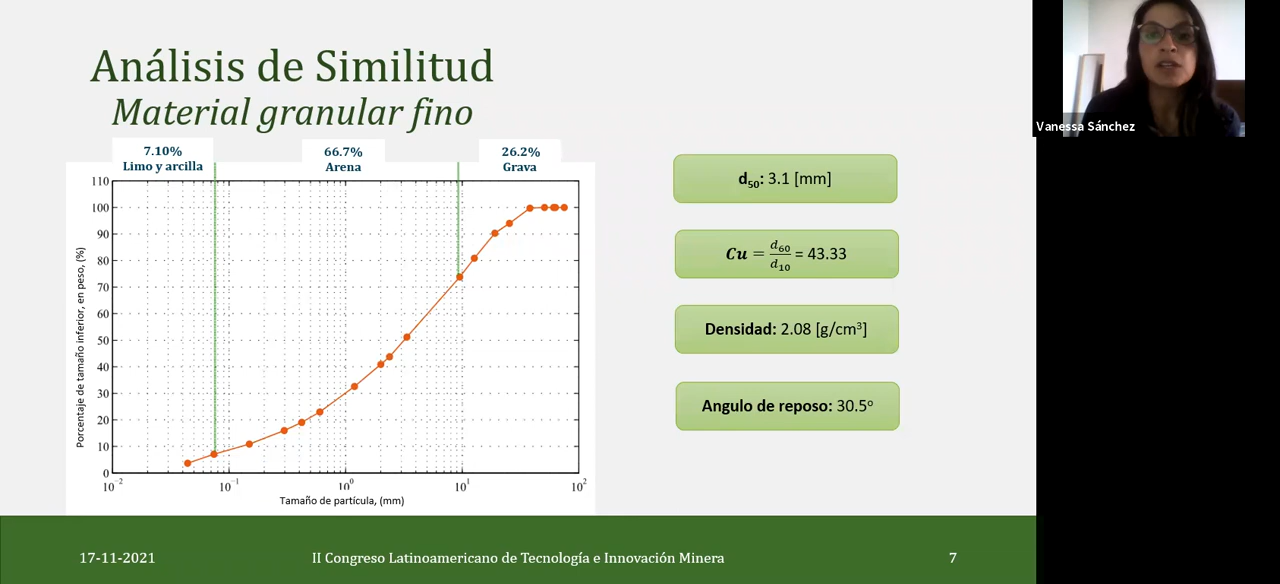 Análisis de Similitud
Material granular fino
7.10%
Limo y arcilla
66.7%
Arena
26.2%
Grava
110
100
90
80
70
60
50
40
30
20
10
0
Porcentaje de tamaño inferior, en peso, (%)
10⁻² 10⁻¹ 10⁰ 10¹ 10²
Tamaño de partícula, (mm)
d₅₀: 3.1 [mm]
Cu = d₆₀/d₁₀ = 43.33
Densidad: 2.08 [g/cm³]
Angulo de reposo: 30.5º
Vanessa Sánchez
17-11-2021 II Congreso Latinoamericano de Tecnología e Innovación Minera 7